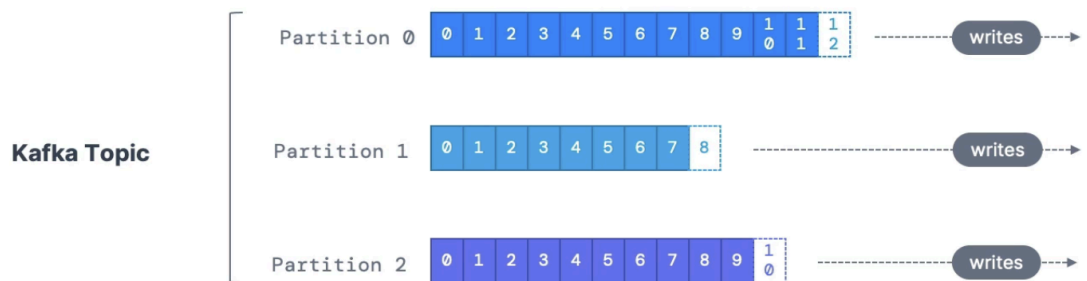 Partition 0 0 1 2 3 4 5 6 7 8 9 10 11 12 writes
Kafka Topic
Partition 1 0 1 2 3 4 5 6 7 8 writes
Partition 2 0 1 2 3 4 5 6 7 8 9 10 writes